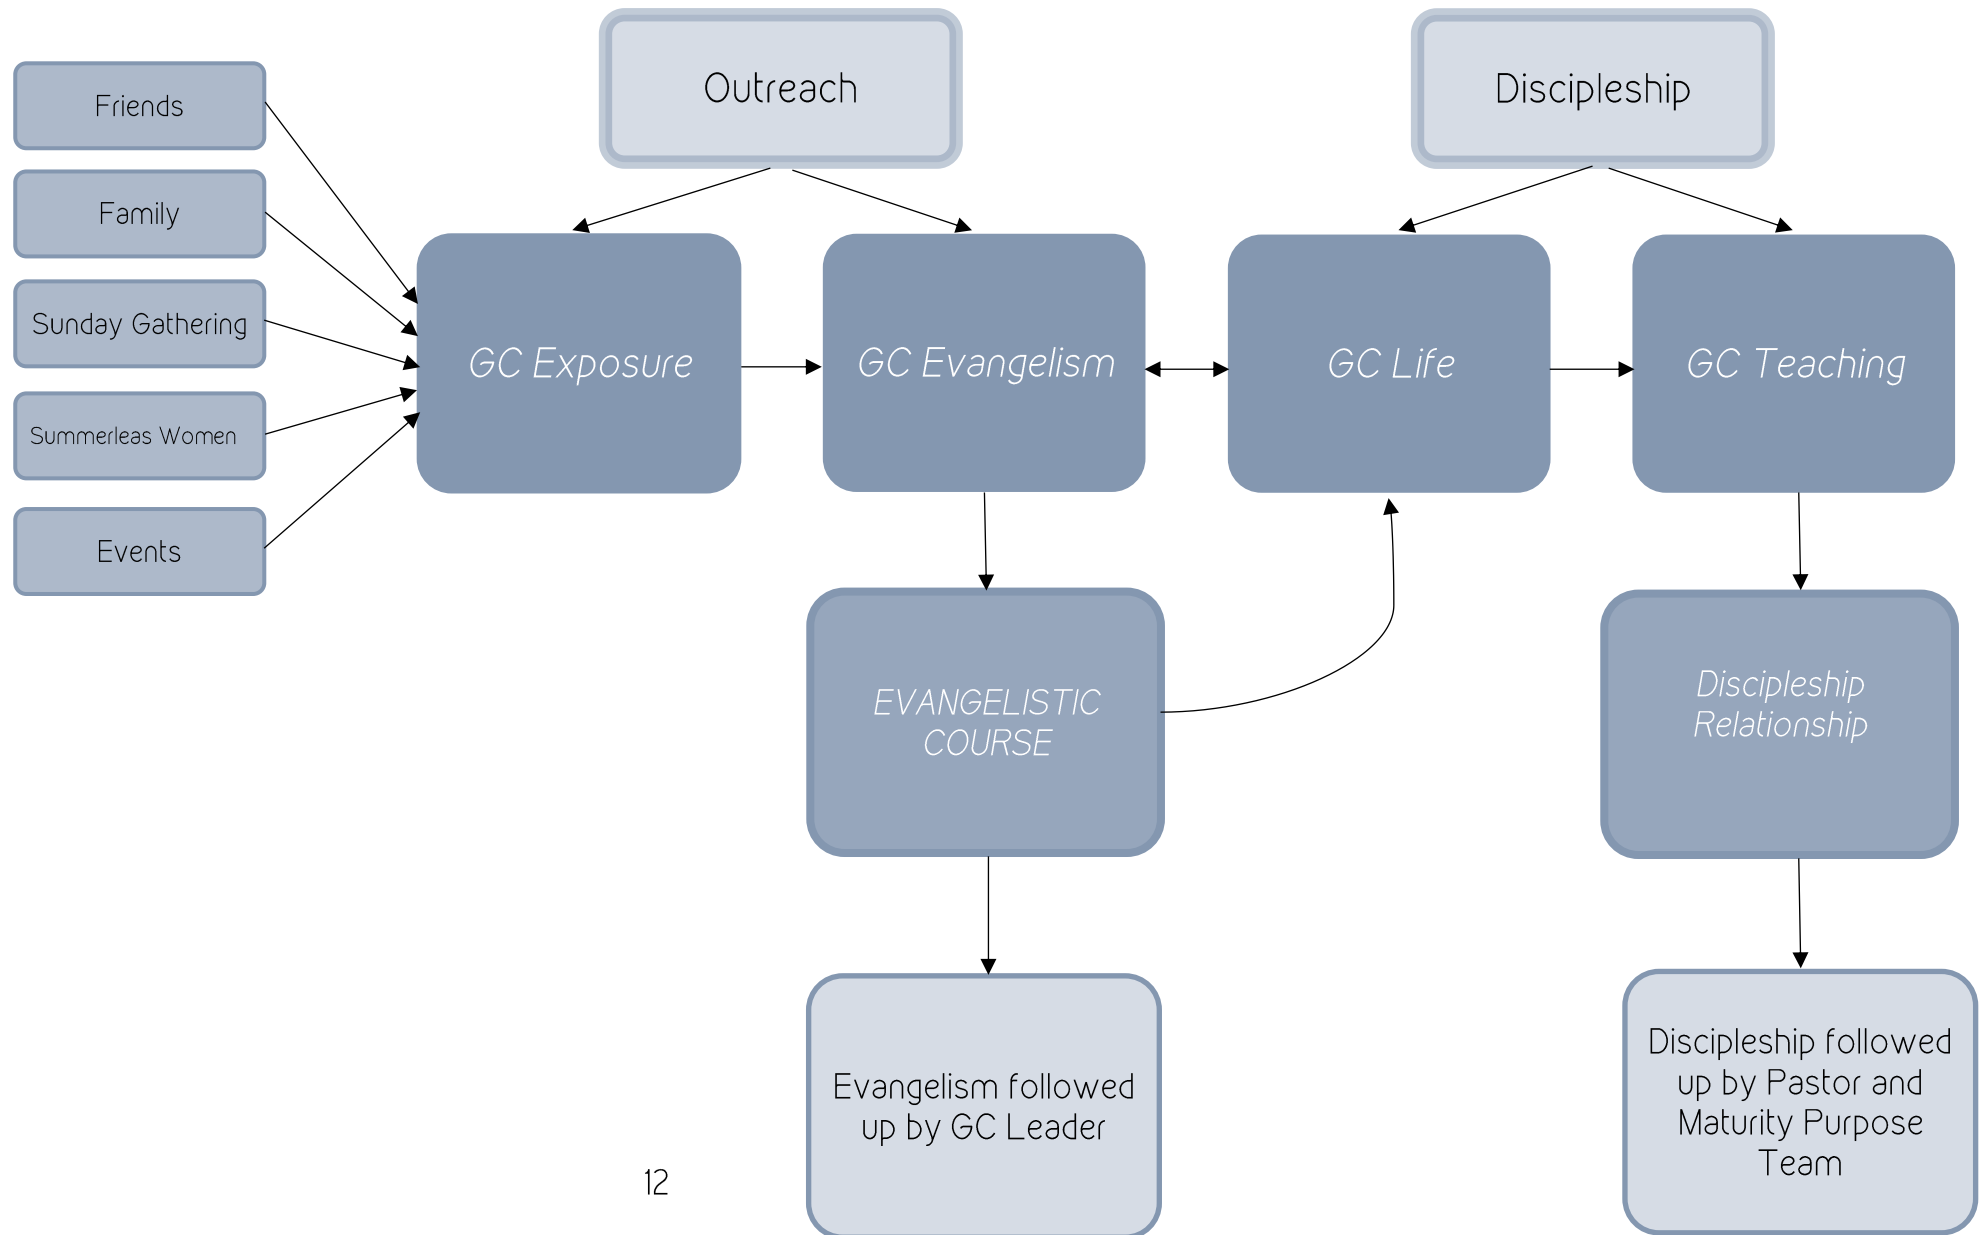 Outreach
Discipleship
Friends
Family
Sunday Gathering
Summerleas Women
Events
GC Exposure
GC Evangelism
GC Life
GC Teaching
EVANGELISTIC
COURSE
Discipleship
Relationship
Evangelism followed
up by GC Leader
Discipleship followed
up by Pastor and
Maturity Purpose
Team
12